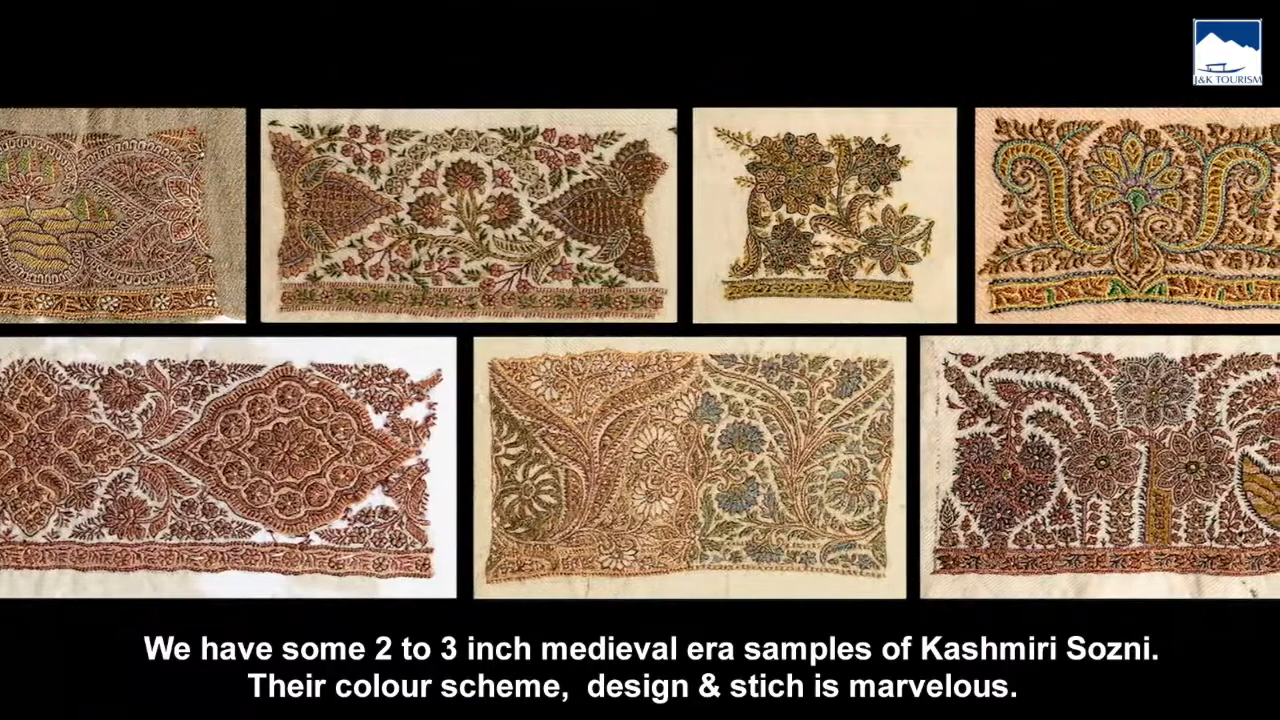 J&K TOURISM
We have some 2 to 3 inch medieval era samples of Kashmiri Sozni.
Their colour scheme,  design & stich is marvelous.